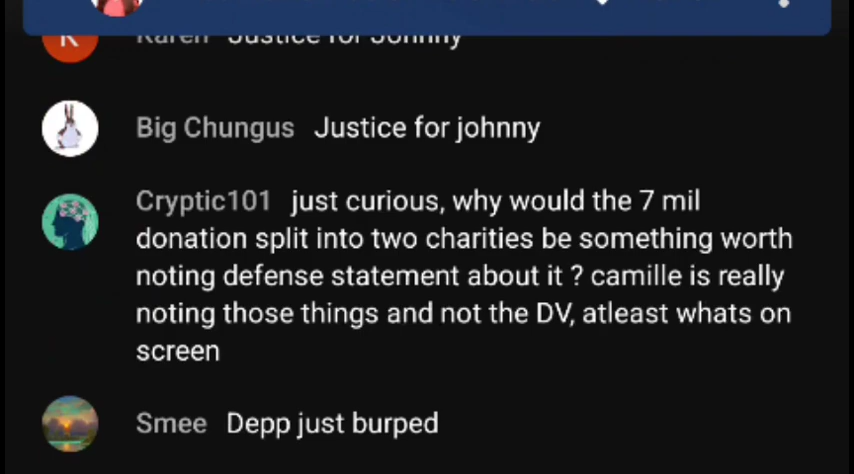 K
Karen Justice for Johnny
Big Chungus Justice for johnny
Cryptic101 just curious, why would the 7 mil
donation split into two charities be something worth
noting defense statement about it ? camille is really
noting those things and not the DV, atleast whats on
screen
Smee Depp just burped